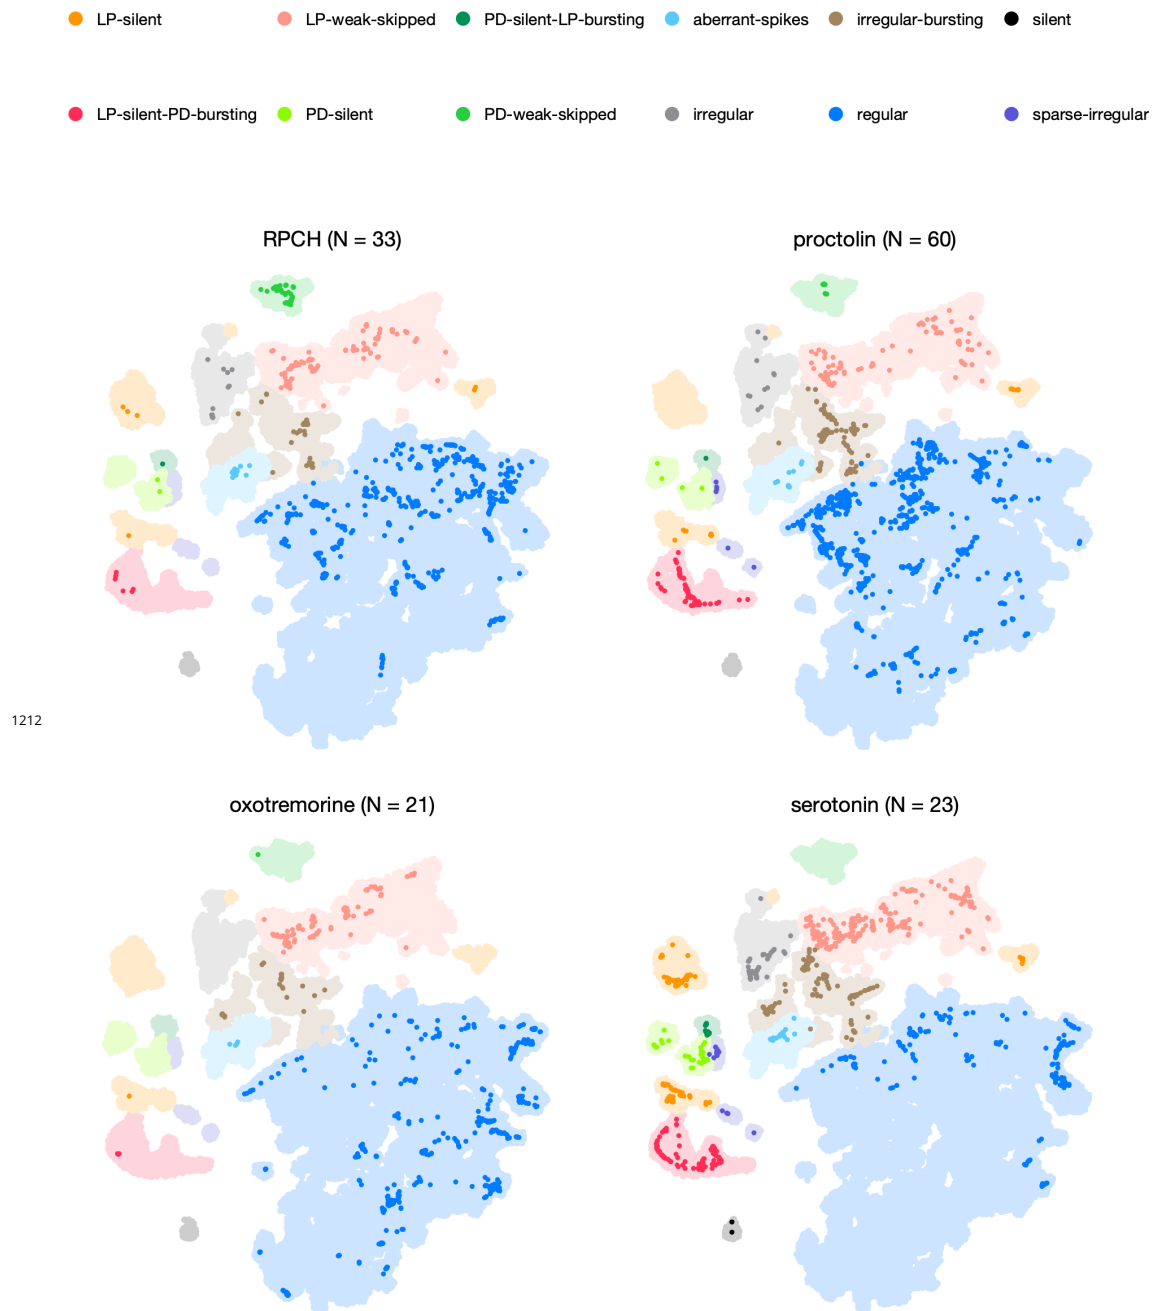 LP-silent LP-weak-skipped PD-silent-LP-bursting aberrant-spikes irregular-bursting silent
LP-silent-PD-bursting PD-silent PD-weak-skipped irregular regular sparse-irregular
RPCH (N = 33) proctolin (N = 60)
1212
oxotremorine (N = 21) serotonin (N = 23)